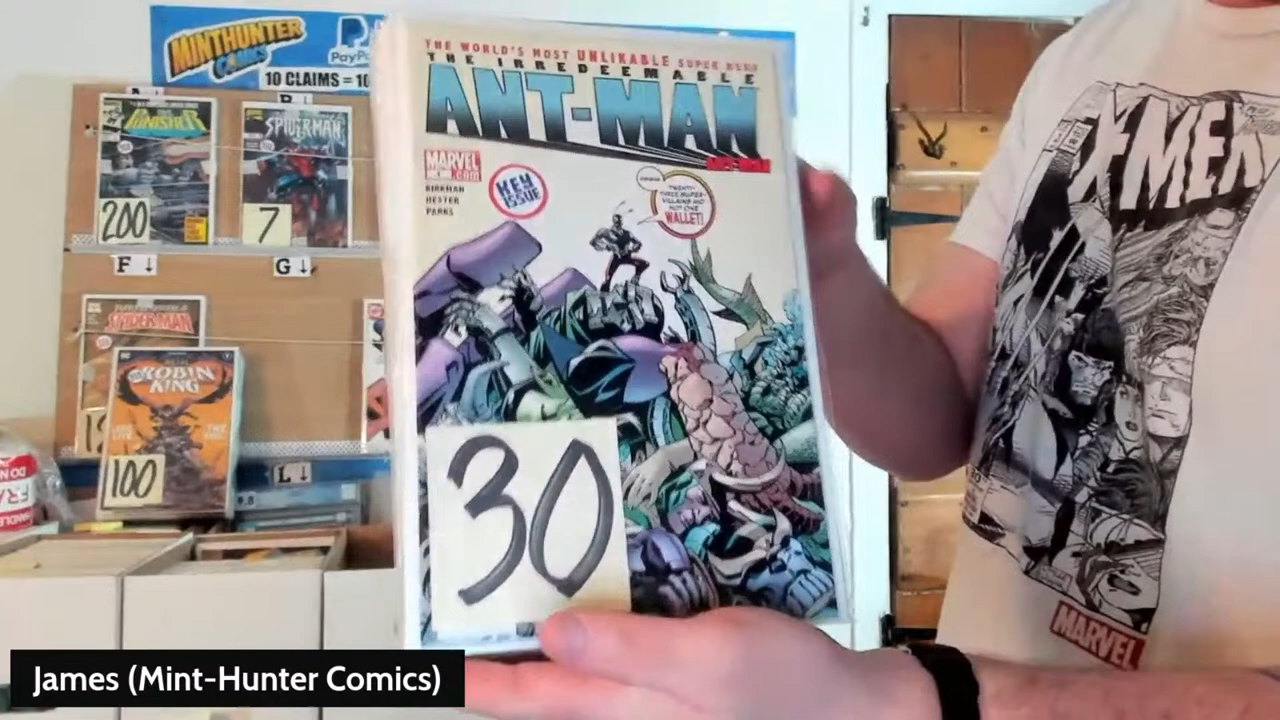 MINTHUNTER
COMICS
PayPa
10 CLAIMS = 10
A↓
B↓
PUNISHER
SPIDER-MAN
200
7
F ↓
G ↓
SPIDER-MAN
ROBIN
KING
100
L ↓
THE WORLD'S MOST UNLIKABLE SUPER HERO
THE IRREDEEMABLE
ANT-MAN
MARVEL
.com
KIRKMAN
HESTER
PARKS
KEY
ISSUE
TWENTY-
THREE SUPER-
VILLAINS AND
NOT ONE
WALLET!
30
X-MEN
MARVEL
James (Mint-Hunter Comics)